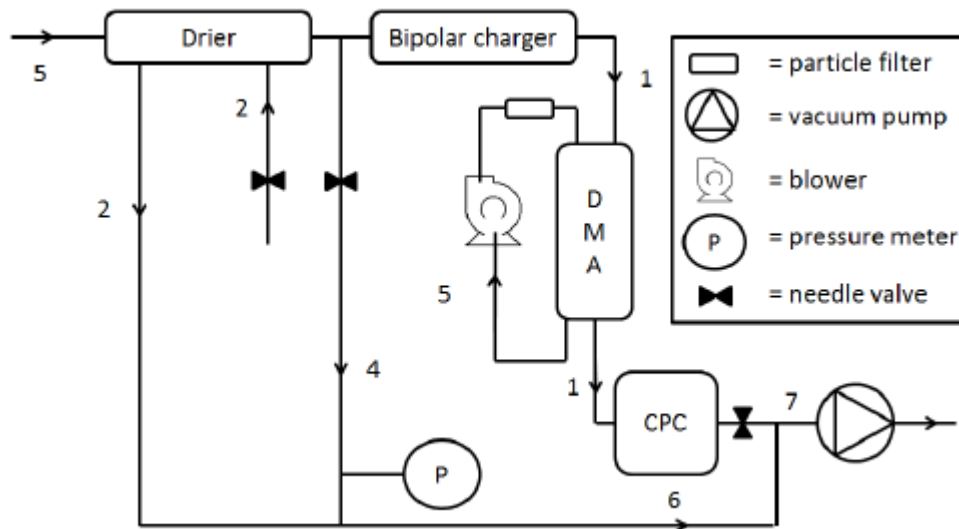 Drier
Bipolar charger
5
1
2
2
= particle filter
= vacuum pump
= blower
P
= pressure meter
= needle valve
D
M
A
5
4
1
CPC
7
P
6